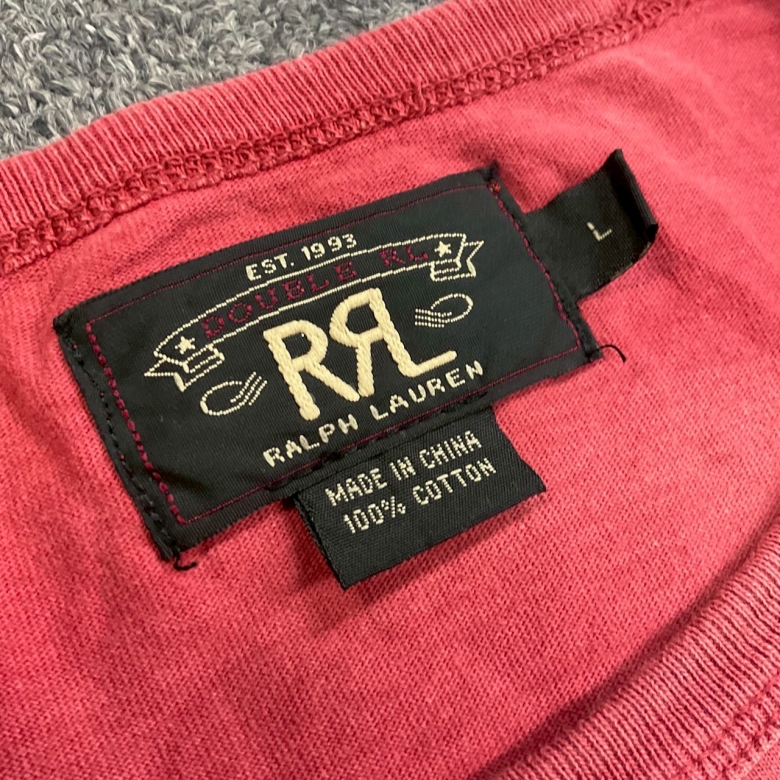 EST. 1993
DOUBLE RL
RRL
RALPH LAUREN
L
MADE IN CHINA
100% COTTON